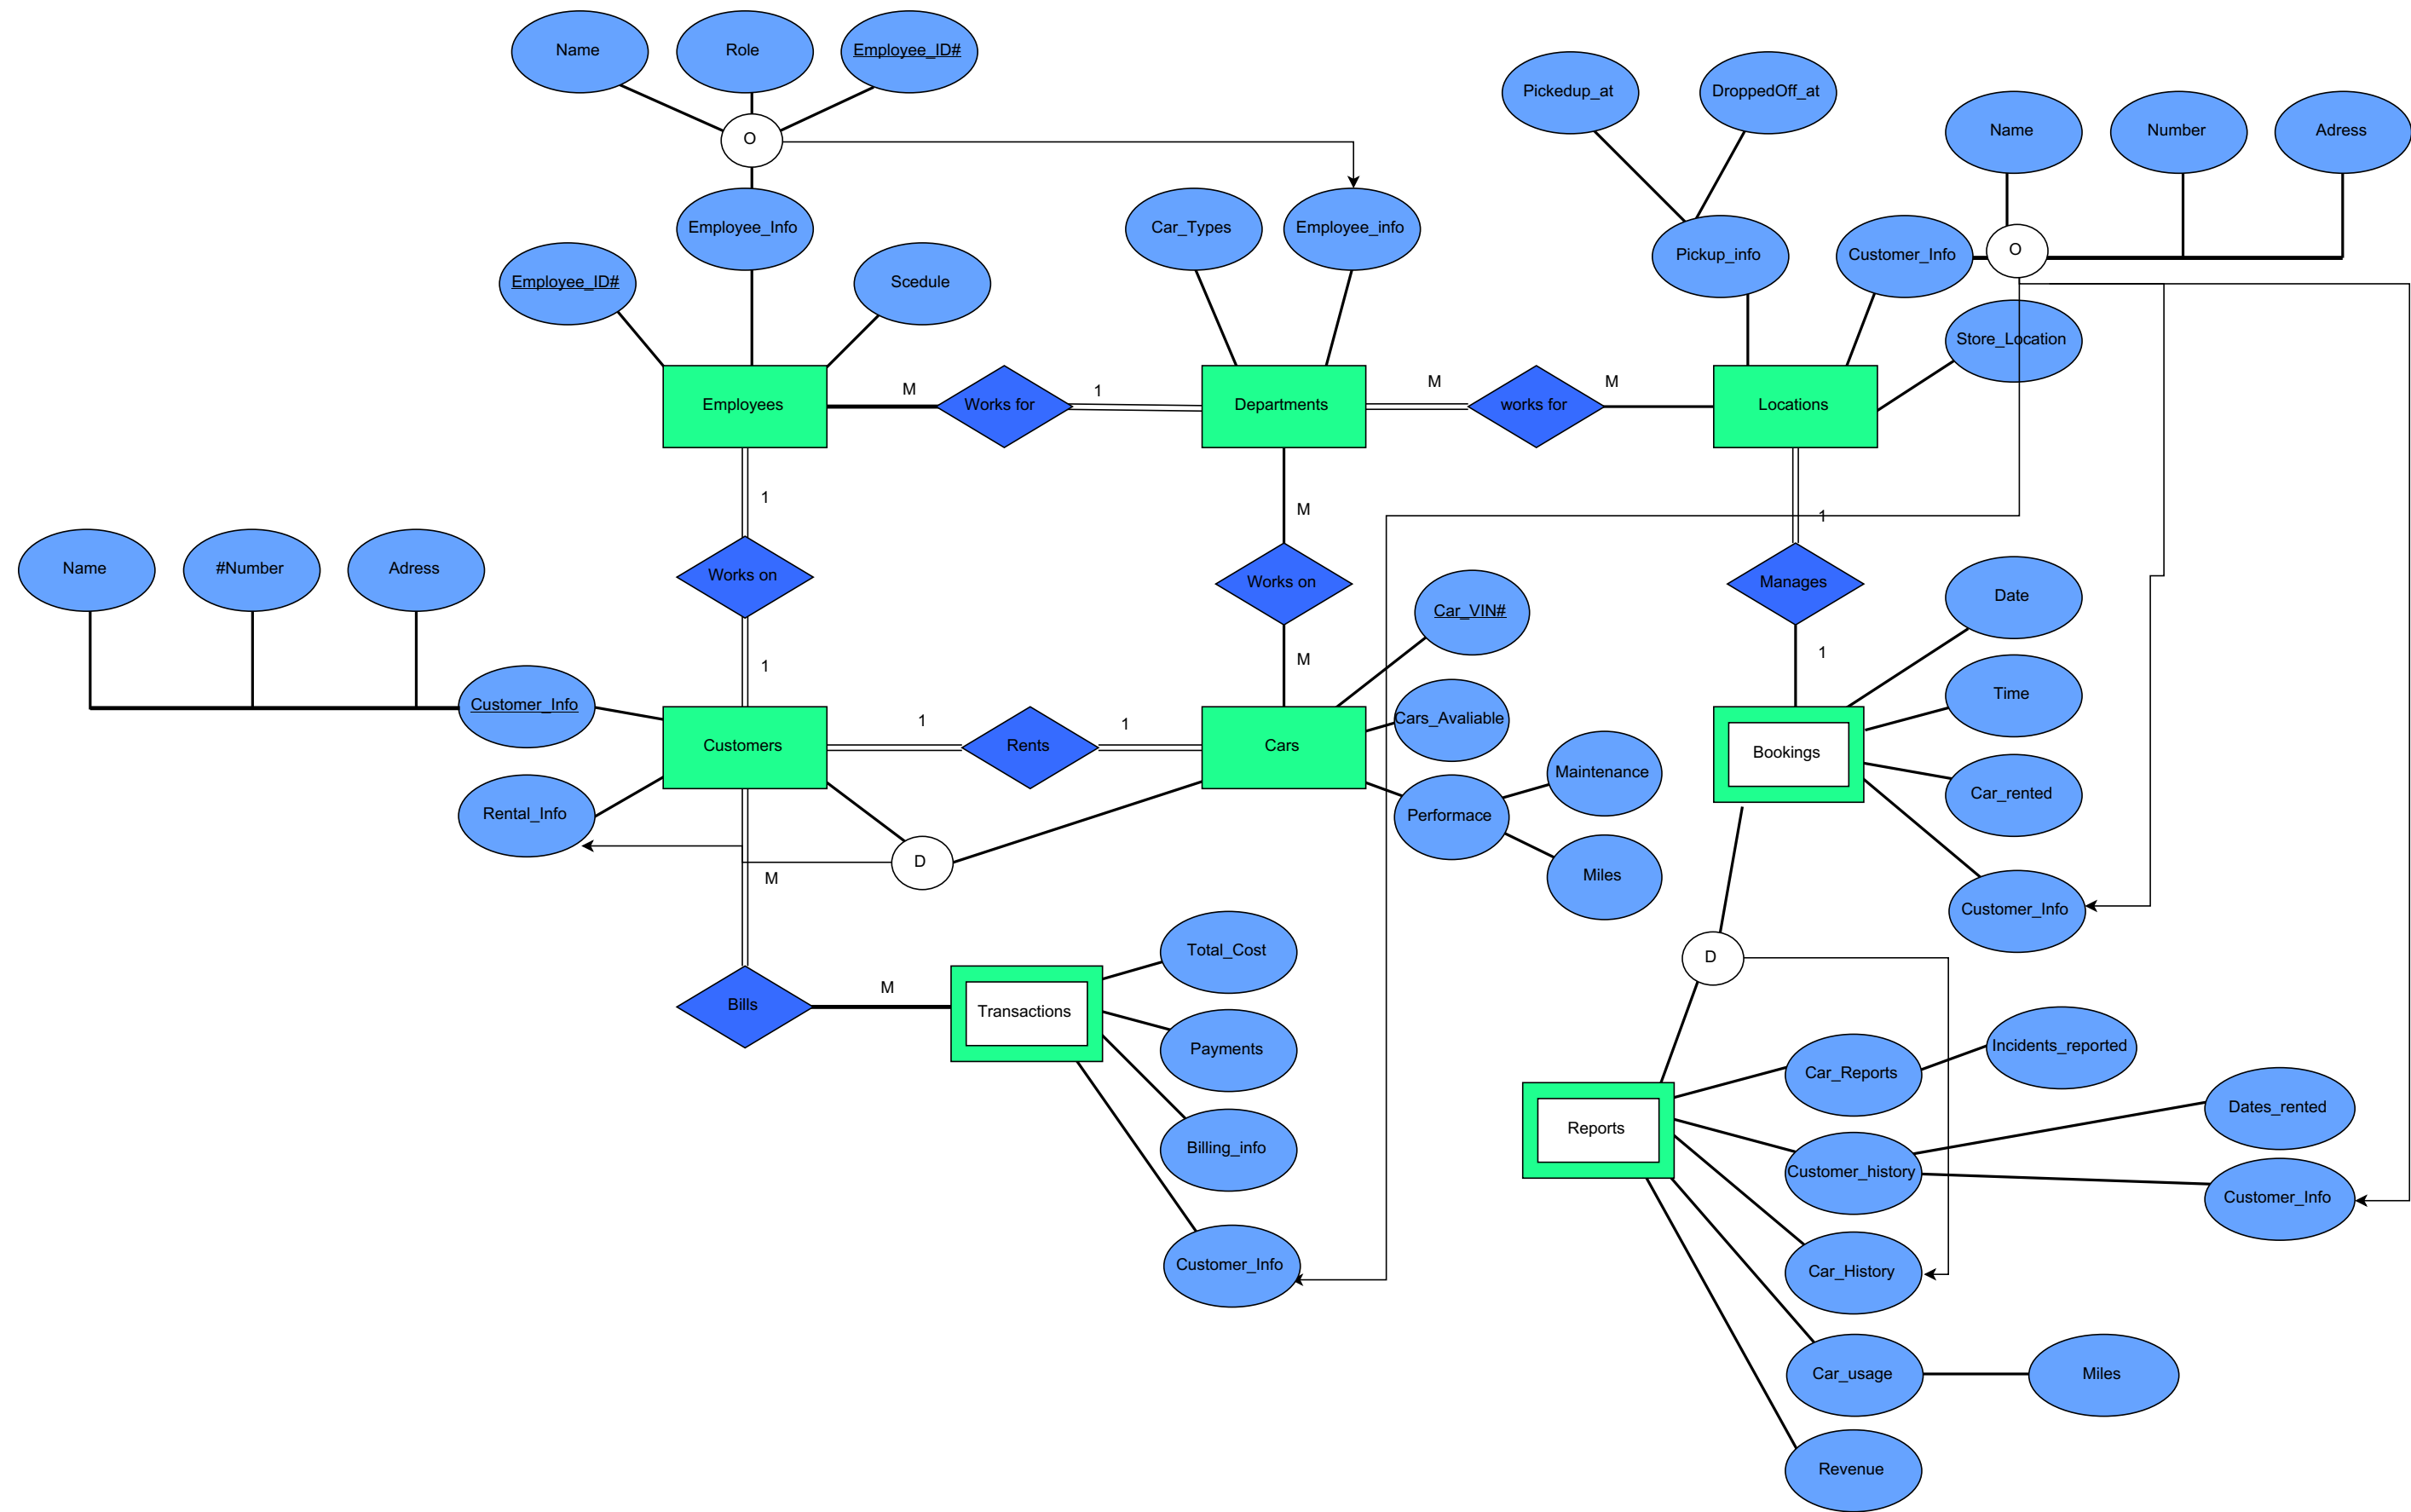 Name
Role
Employee_ID#
O
Pickedup_at
DroppedOff_at
Name
Number
Adress
Employee_Info
Car_Types
Employee_info
Pickup_info
Customer_Info
O
Employee_ID#
Scedule
Store_Location
Employees
M
Works for
1
Departments
M
works for
M
Locations
1
M
1
Name
#Number
Adress
Works on
Works on
Manages
Date
Car_VIN#
1
M
1
Time
Customer_Info
Customers
1
Rents
1
Cars
Cars_Avaliable
Bookings
Maintenance
Car_rented
Rental_Info
Performace
D
M
Miles
Customer_Info
Total_Cost
D
Bills
M
Transactions
Payments
Incidents_reported
Car_Reports
Dates_rented
Reports
Billing_info
Customer_history
Customer_Info
Customer_Info
Car_History
Car_usage
Miles
Revenue